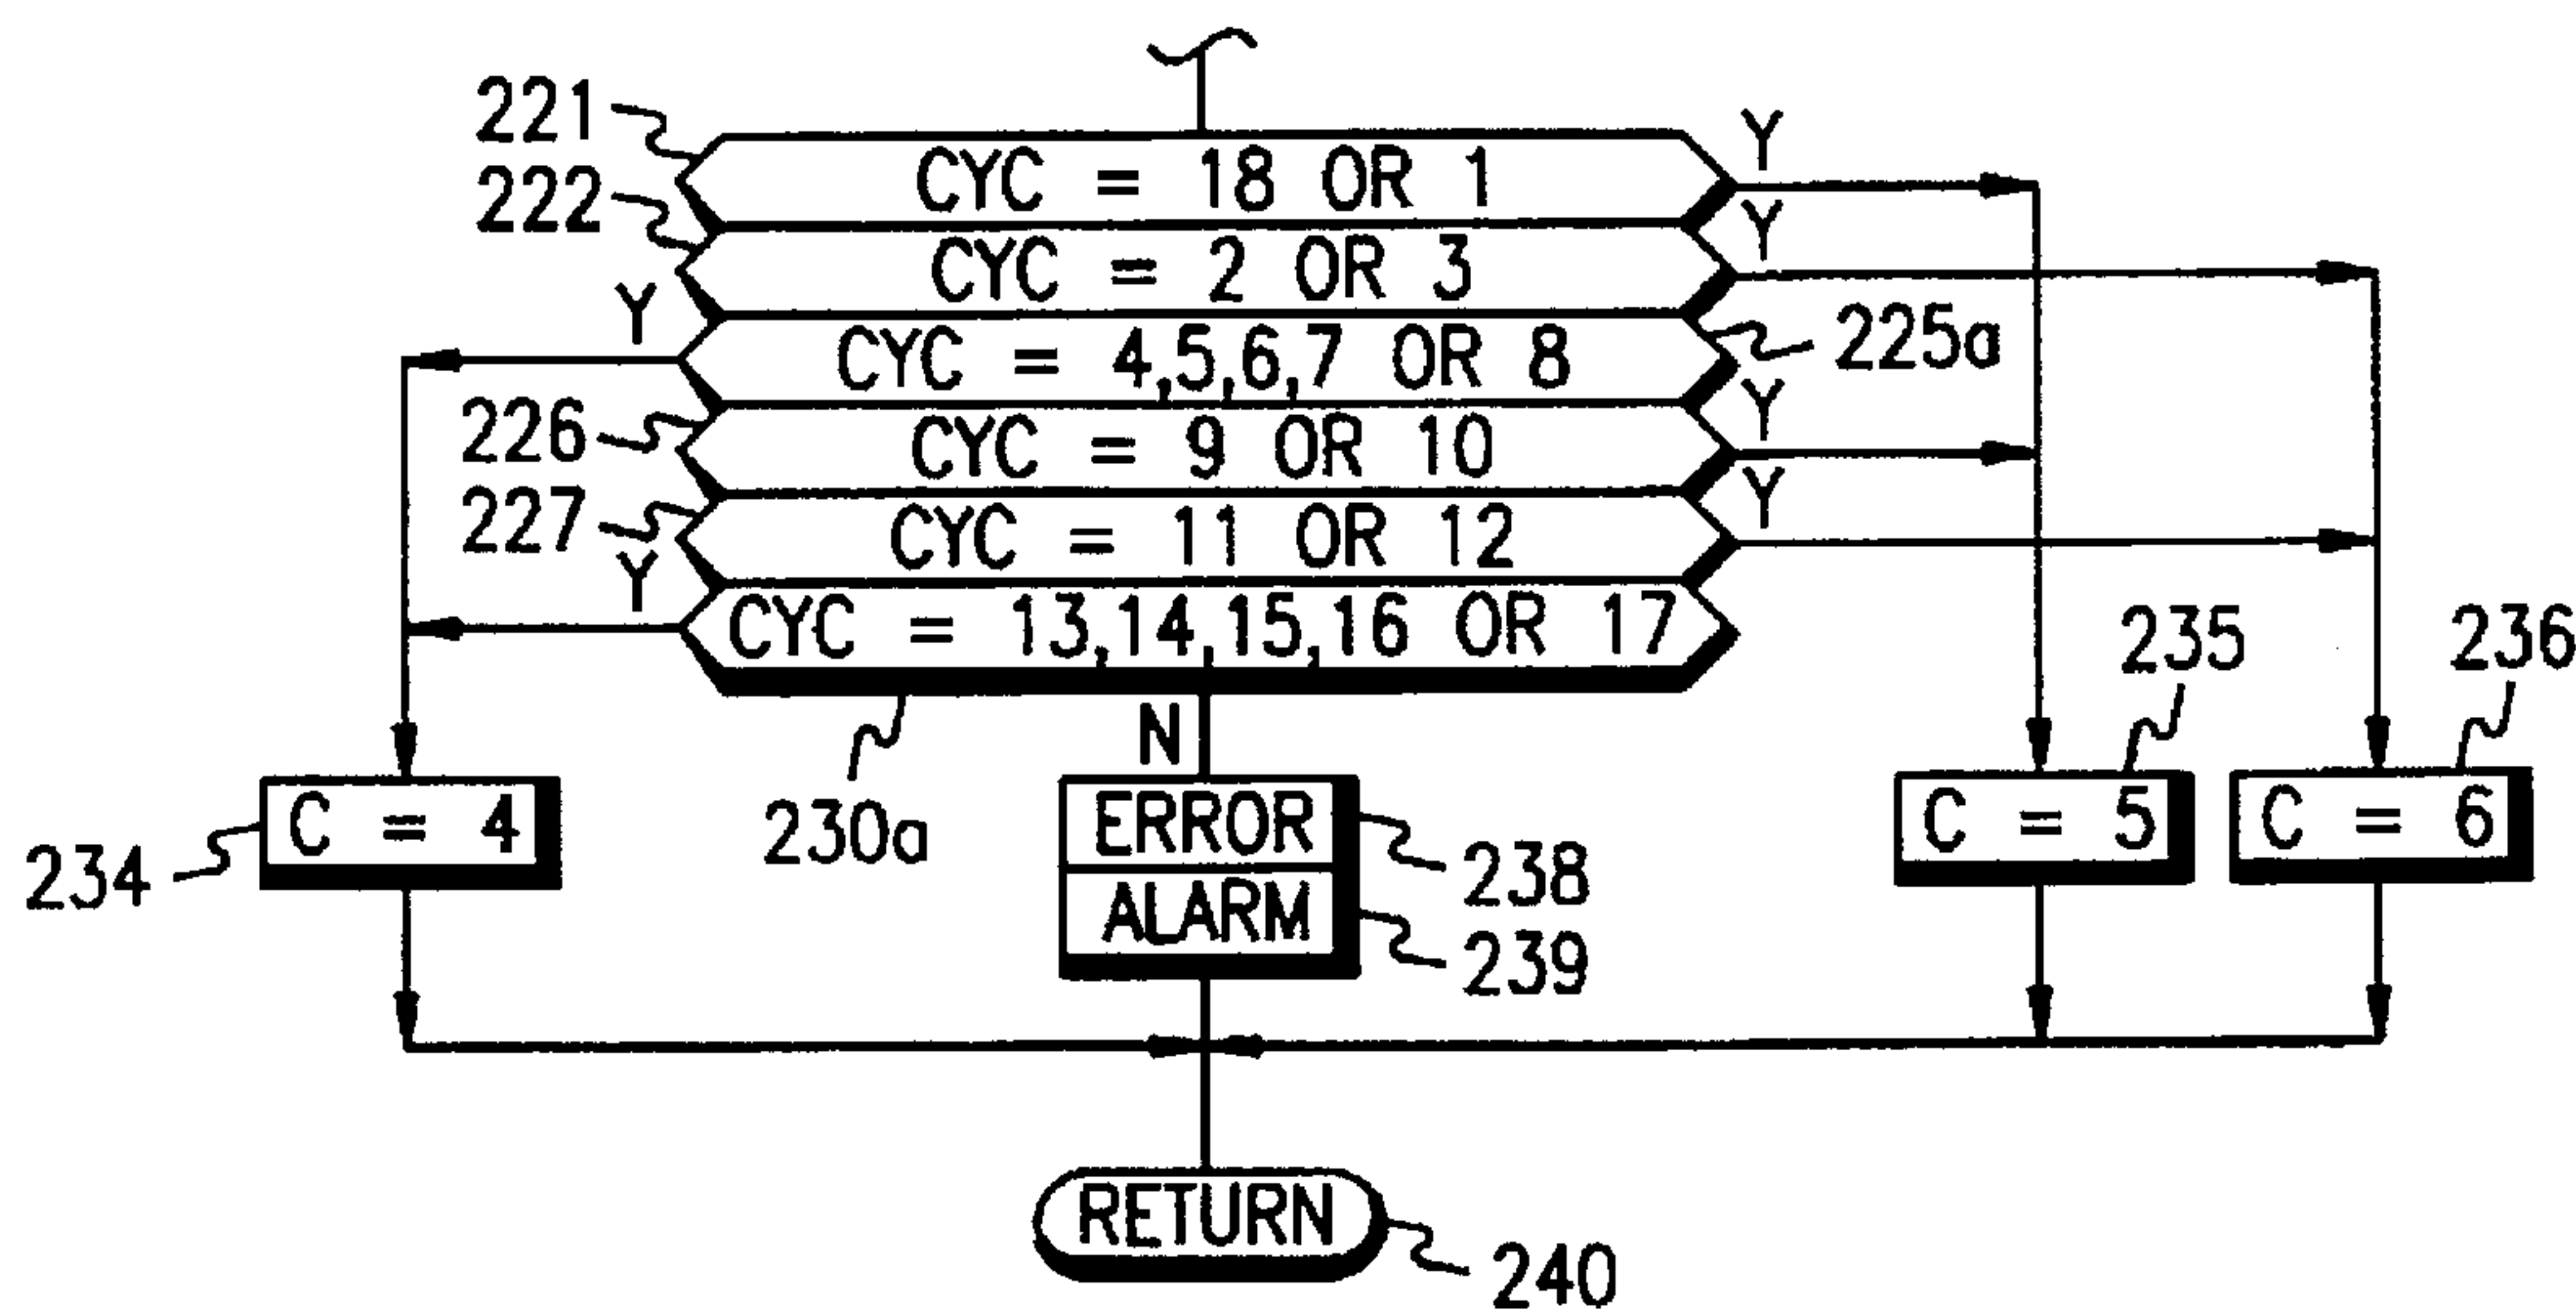 221
CYC = 18 OR 1
Y
222
CYC = 2 OR 3
Y
Y
CYC = 4,5,6,7 OR 8
225a
226
CYC = 9 OR 10
Y
227
CYC = 11 OR 12
Y
Y
CYC = 13,14,15,16 OR 17
230a
N
235
236
234
C = 4
ERROR
238
ALARM
239
C = 5
C = 6
RETURN
240